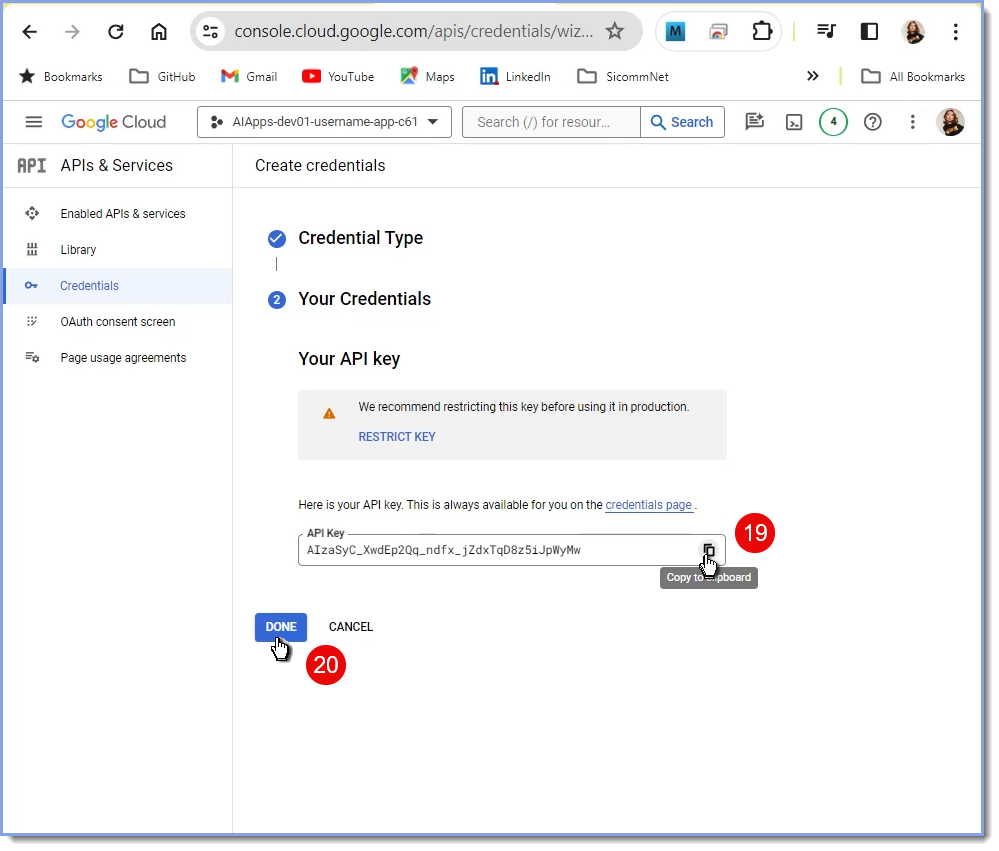 console.cloud.google.com/apis/credentials/wiz...
M
Bookmarks GitHub Gmail YouTube Maps LinkedIn SicommNet » All Bookmarks
Google Cloud AIApps-dev01-username-app-c61 Search (/) for resour... Search 4
API APIs & Services
Create credentials
Enabled APIs & services
Library
Credentials
OAuth consent screen
Page usage agreements
Credential Type
2 Your Credentials
Your API key
We recommend restricting this key before using it in production.
RESTRICT KEY
Here is your API key. This is always available for you on the credentials page .
API Key
AIzaSyC_XwdEp2Qq_ndfx_jZdxTqD8z5iJpWyMw
19
Copy to clipboard
DONE CANCEL
20